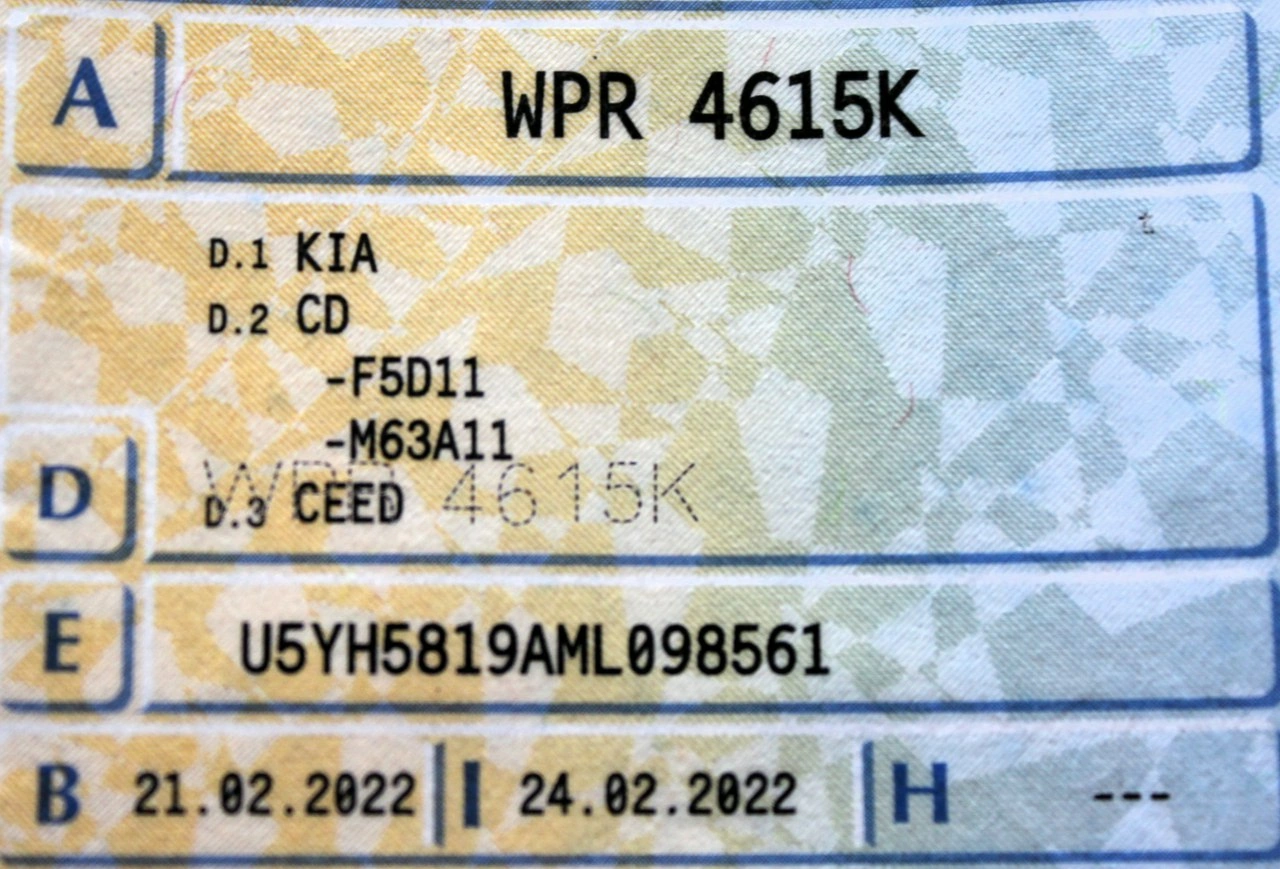 A WPR 4615K
D.1 KIA
D.2 CD
-F5D11
-M63A11
D D.3 CEED
WPR 4615K
E U5YH5819AML098561
B 21.02.2022 I 24.02.2022 H ---